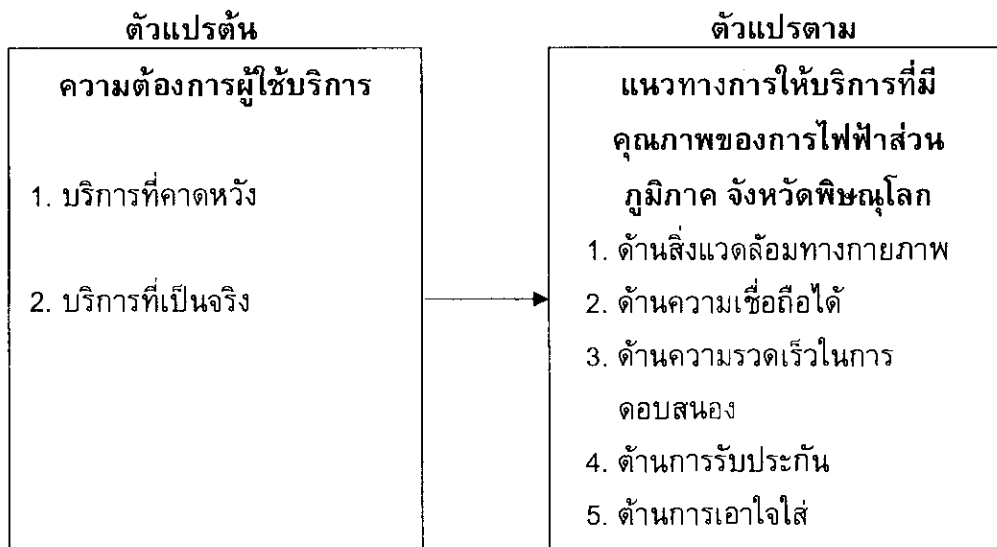 ตัวแปรต้น
ความต้องการผู้ใช้บริการ
1. บริการที่คาดหวัง
2. บริการที่เป็นจริง
ตัวแปรตาม
แนวทางการให้บริการที่มี
คุณภาพของการไฟฟ้าส่วน
ภูมิภาค จังหวัดพิษณุโลก
1. ด้านสิ่งแวดล้อมทางกายภาพ
2. ด้านความเชื่อถือได้
3. ด้านความรวดเร็วในการ
ตอบสนอง
4. ด้านการรับประกัน
5. ด้านการเอาใจใส่